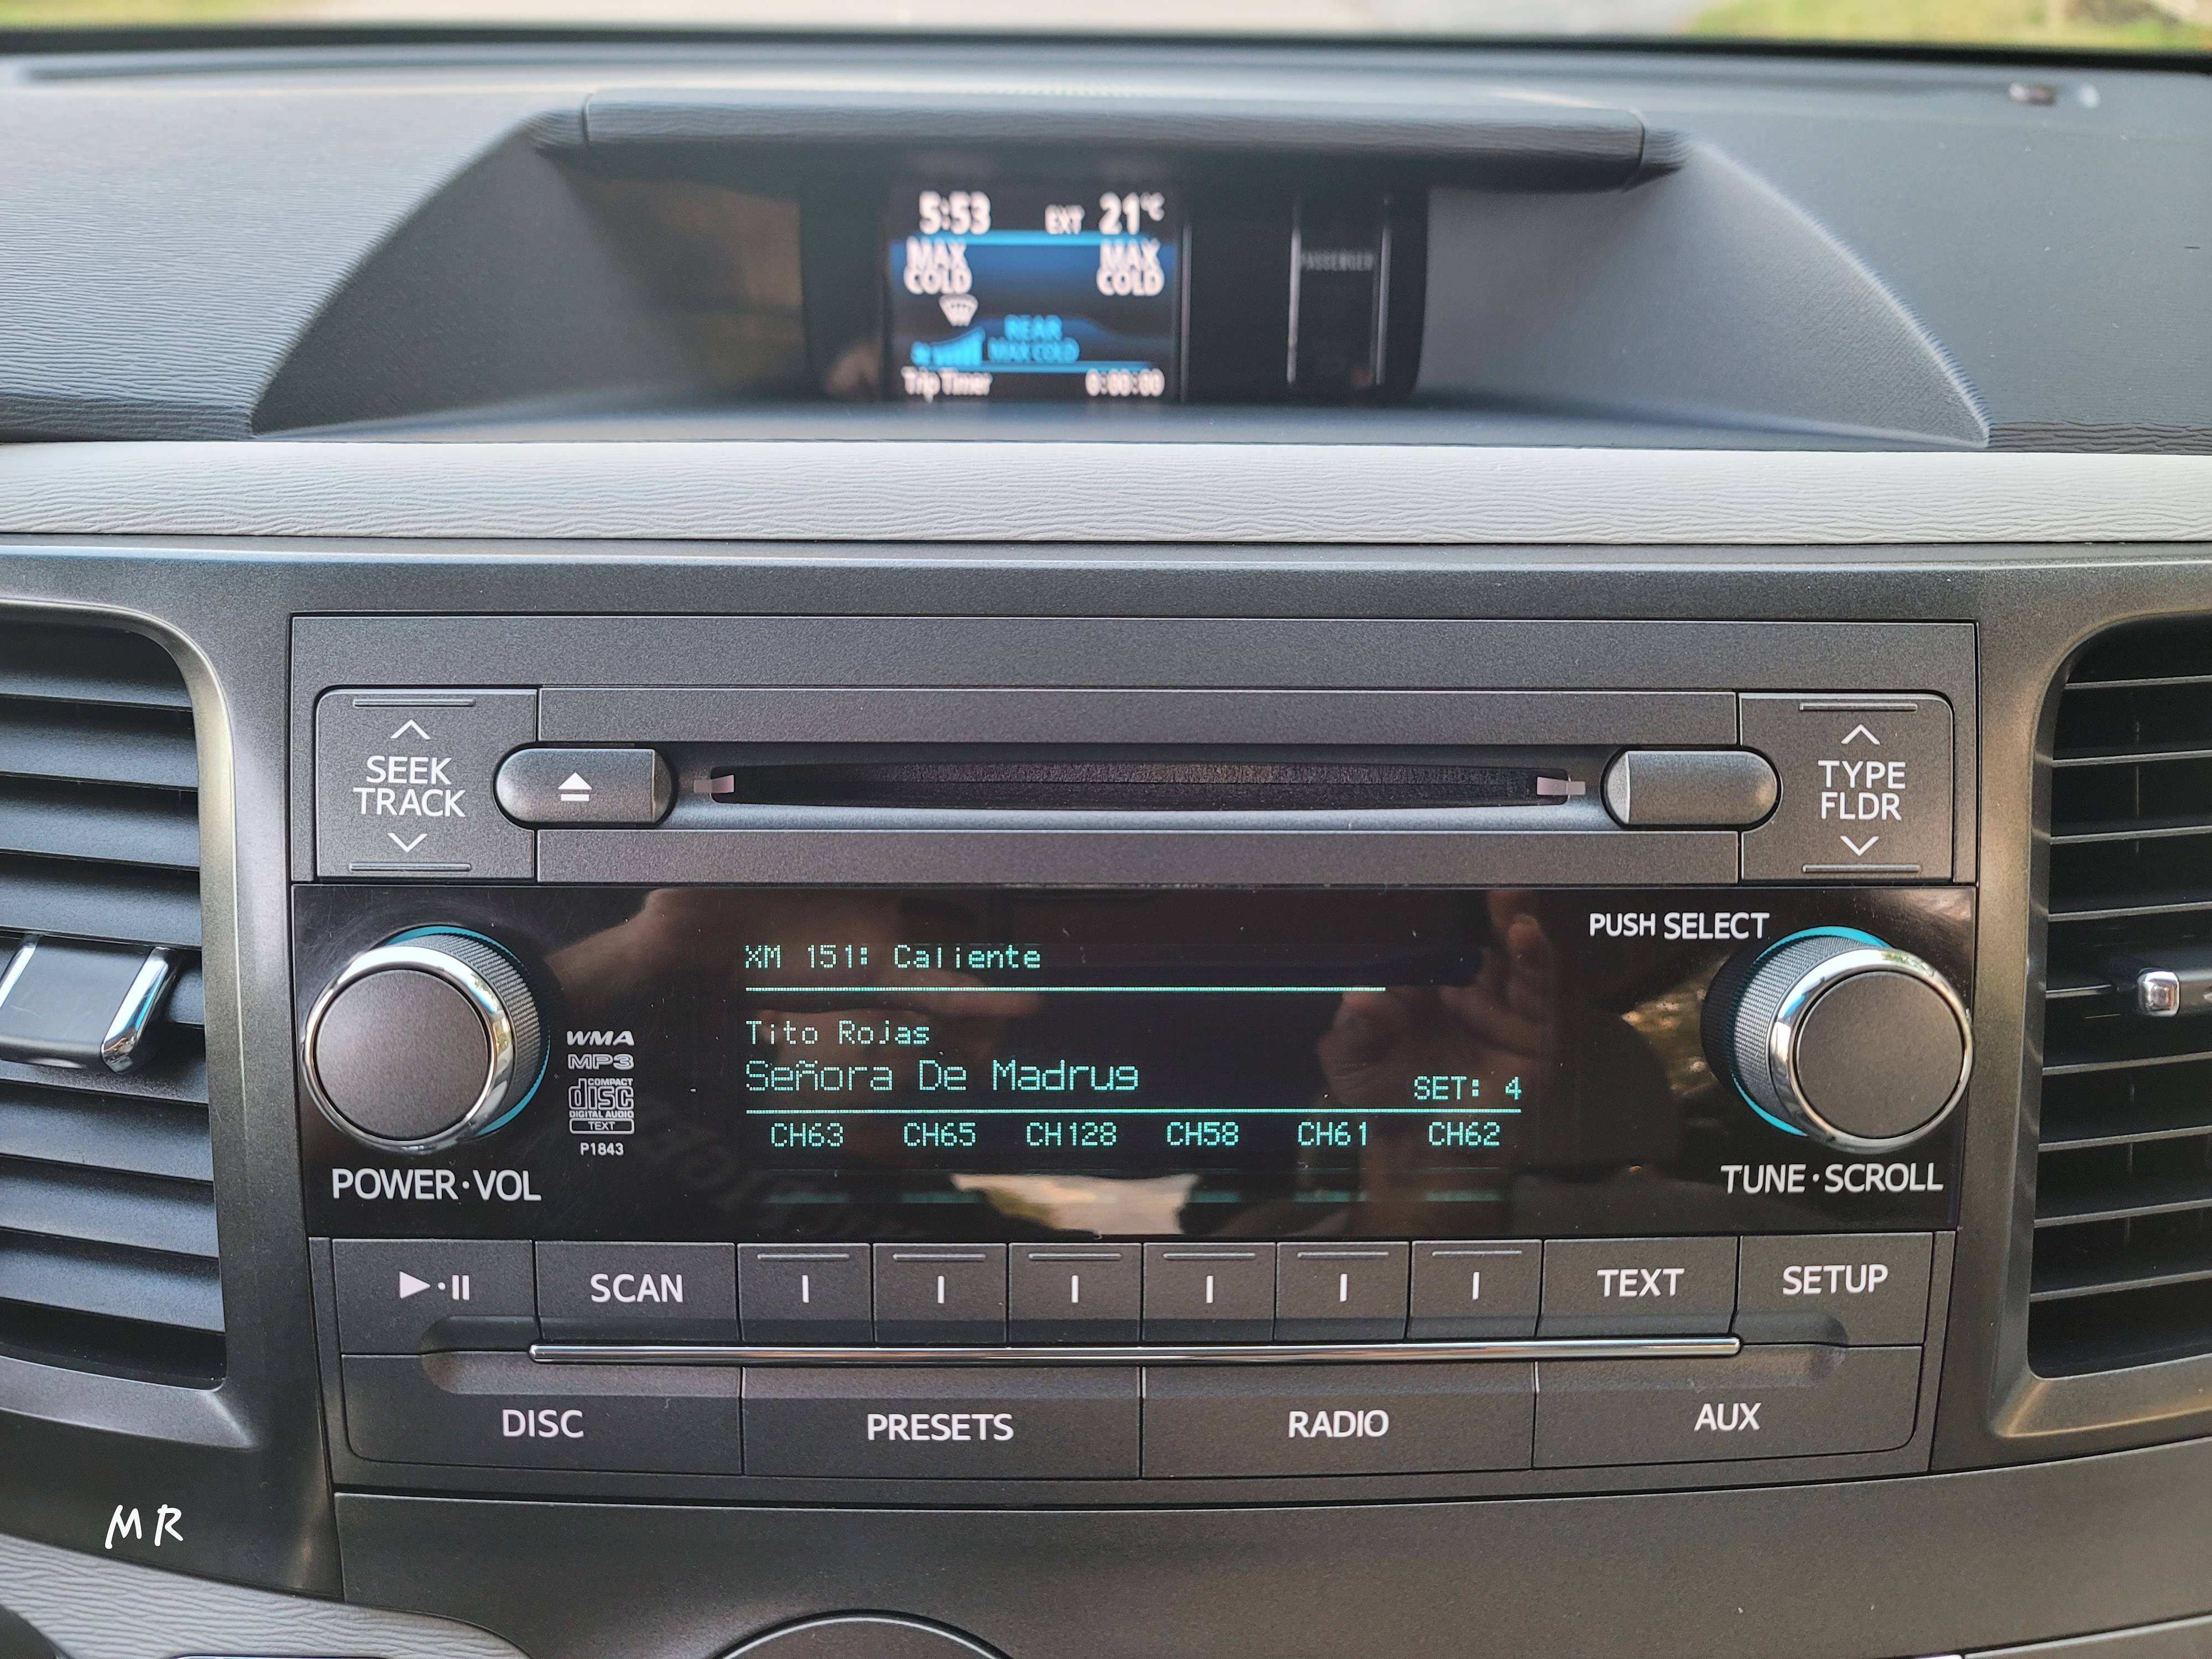 5:53 EXT 21°C
MAX COLD MAX COLD
PASSENGER
REAR
MAX COLD
Trip Timer 0:00:00
SEEK
TRACK
TYPE
FLDR
PUSH SELECT
XM 151: Caliente
Tito Rojas
Señora De Madrug
SET: 4
CH63 CH65 CH128 CH58 CH61 CH62
WMA
MP3
COMPACT
disc
DIGITAL AUDIO
TEXT
P1843
POWER·VOL
TUNE·SCROLL
SCAN
TEXT
SETUP
DISC
PRESETS
RADIO
AUX
MR